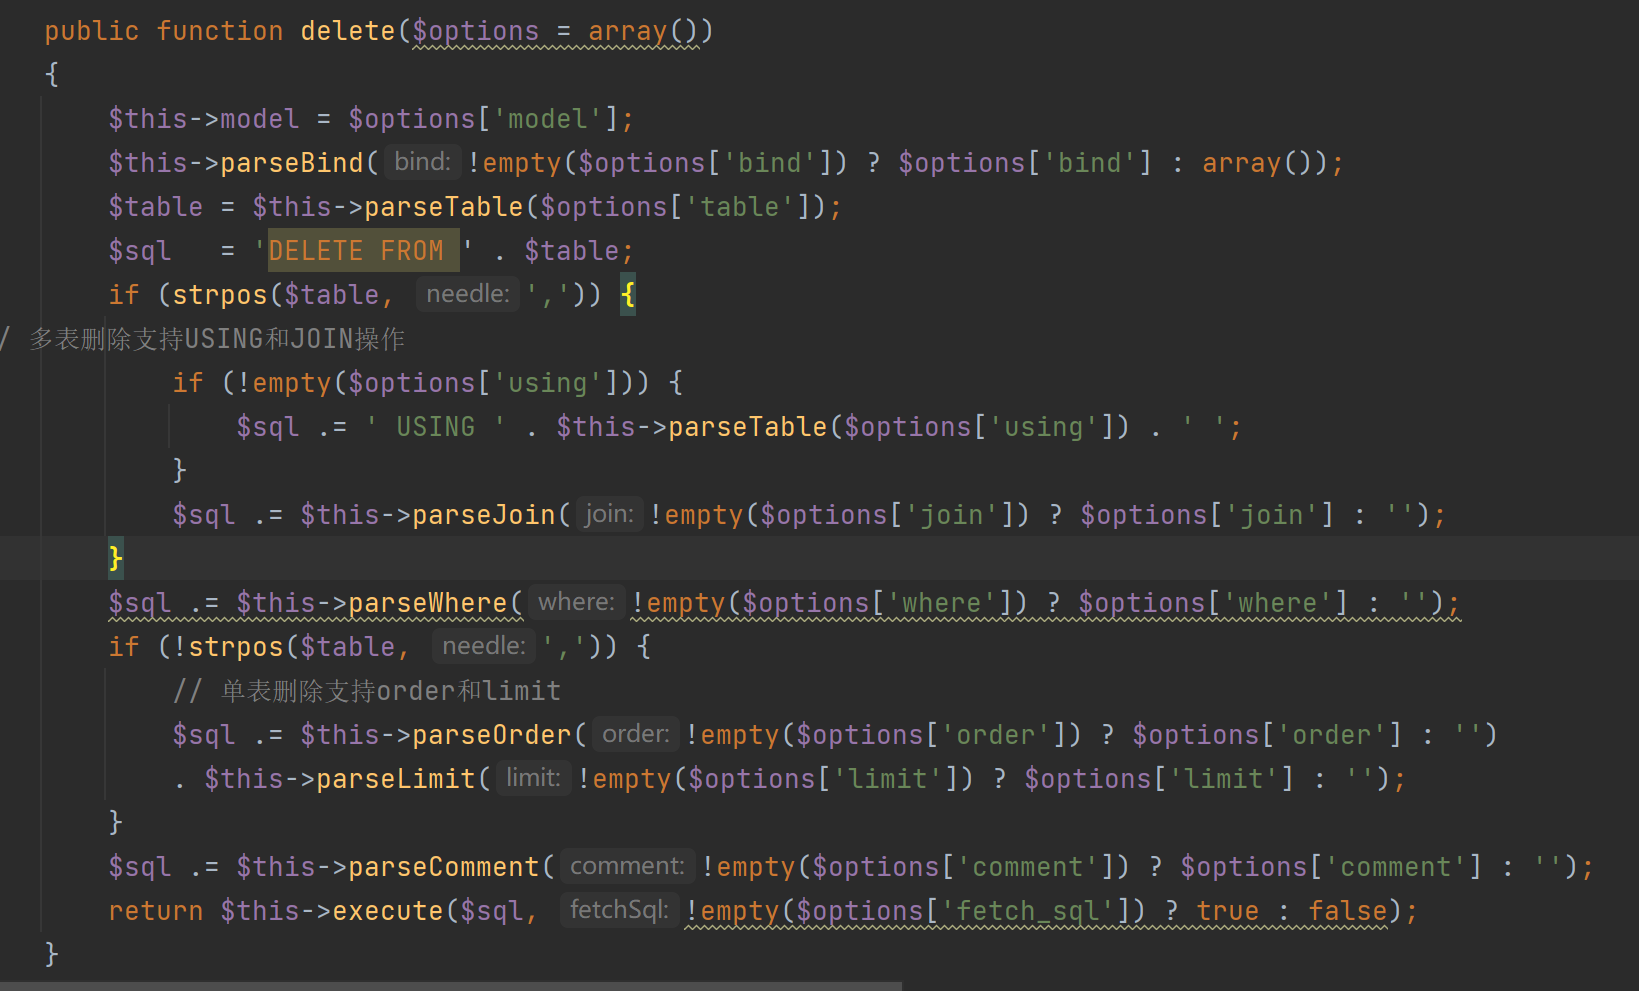 public function delete($options = array())
{
$this->model = $options['model'];
$this->parseBind( bind: !empty($options['bind']) ? $options['bind'] : array());
$table = $this->parseTable($options['table']);
$sql   = 'DELETE FROM ' . $table;
if (strpos($table, needle: ',')) {
/ 多表删除支持USING和JOIN操作
if (!empty($options['using'])) {
$sql .= ' USING ' . $this->parseTable($options['using']) . ' ';
}
$sql .= $this->parseJoin( join: !empty($options['join']) ? $options['join'] : '');
}
$sql .= $this->parseWhere( where: !empty($options['where']) ? $options['where'] : '');
if (!strpos($table, needle: ',')) {
// 单表删除支持order和limit
$sql .= $this->parseOrder( order: !empty($options['order']) ? $options['order'] : '')
. $this->parseLimit( limit: !empty($options['limit']) ? $options['limit'] : '');
}
$sql .= $this->parseComment( comment: !empty($options['comment']) ? $options['comment'] : '');
return $this->execute($sql, fetchSql: !empty($options['fetch_sql']) ? true : false);
}